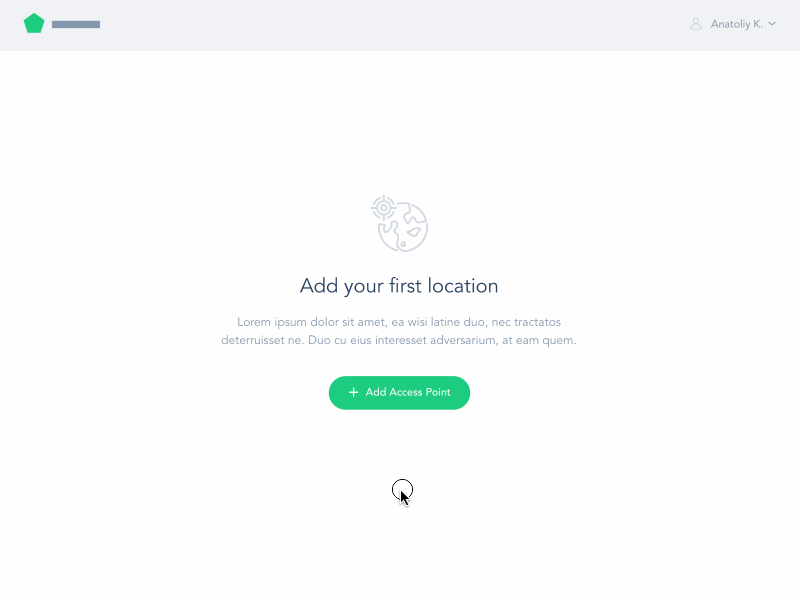 Anatoliy K.
Add your first location
Lorem ipsum dolor sit amet, ea wisi latine duo, nec tractatos
deterruisset ne. Duo cu eius interesset adversarium, at eam quem.
+ Add Access Point